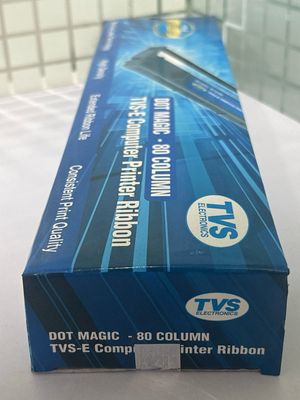 DOT MAGIC - 80 COLUMN
TVS-E Computer Printer Ribbon
Extended Ribbon Life
Consistent Print Quality
TVS
ELECTRONICS
TVS
ELECTRONICS
DOT MAGIC - 80 COLUMN
TVS-E Computer Printer Ribbon